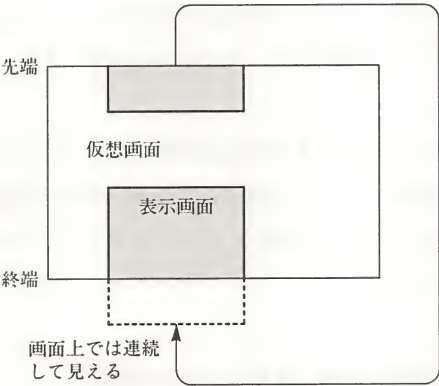 先端
仮想画面
表示画面
終端
画面上では連続
して見える